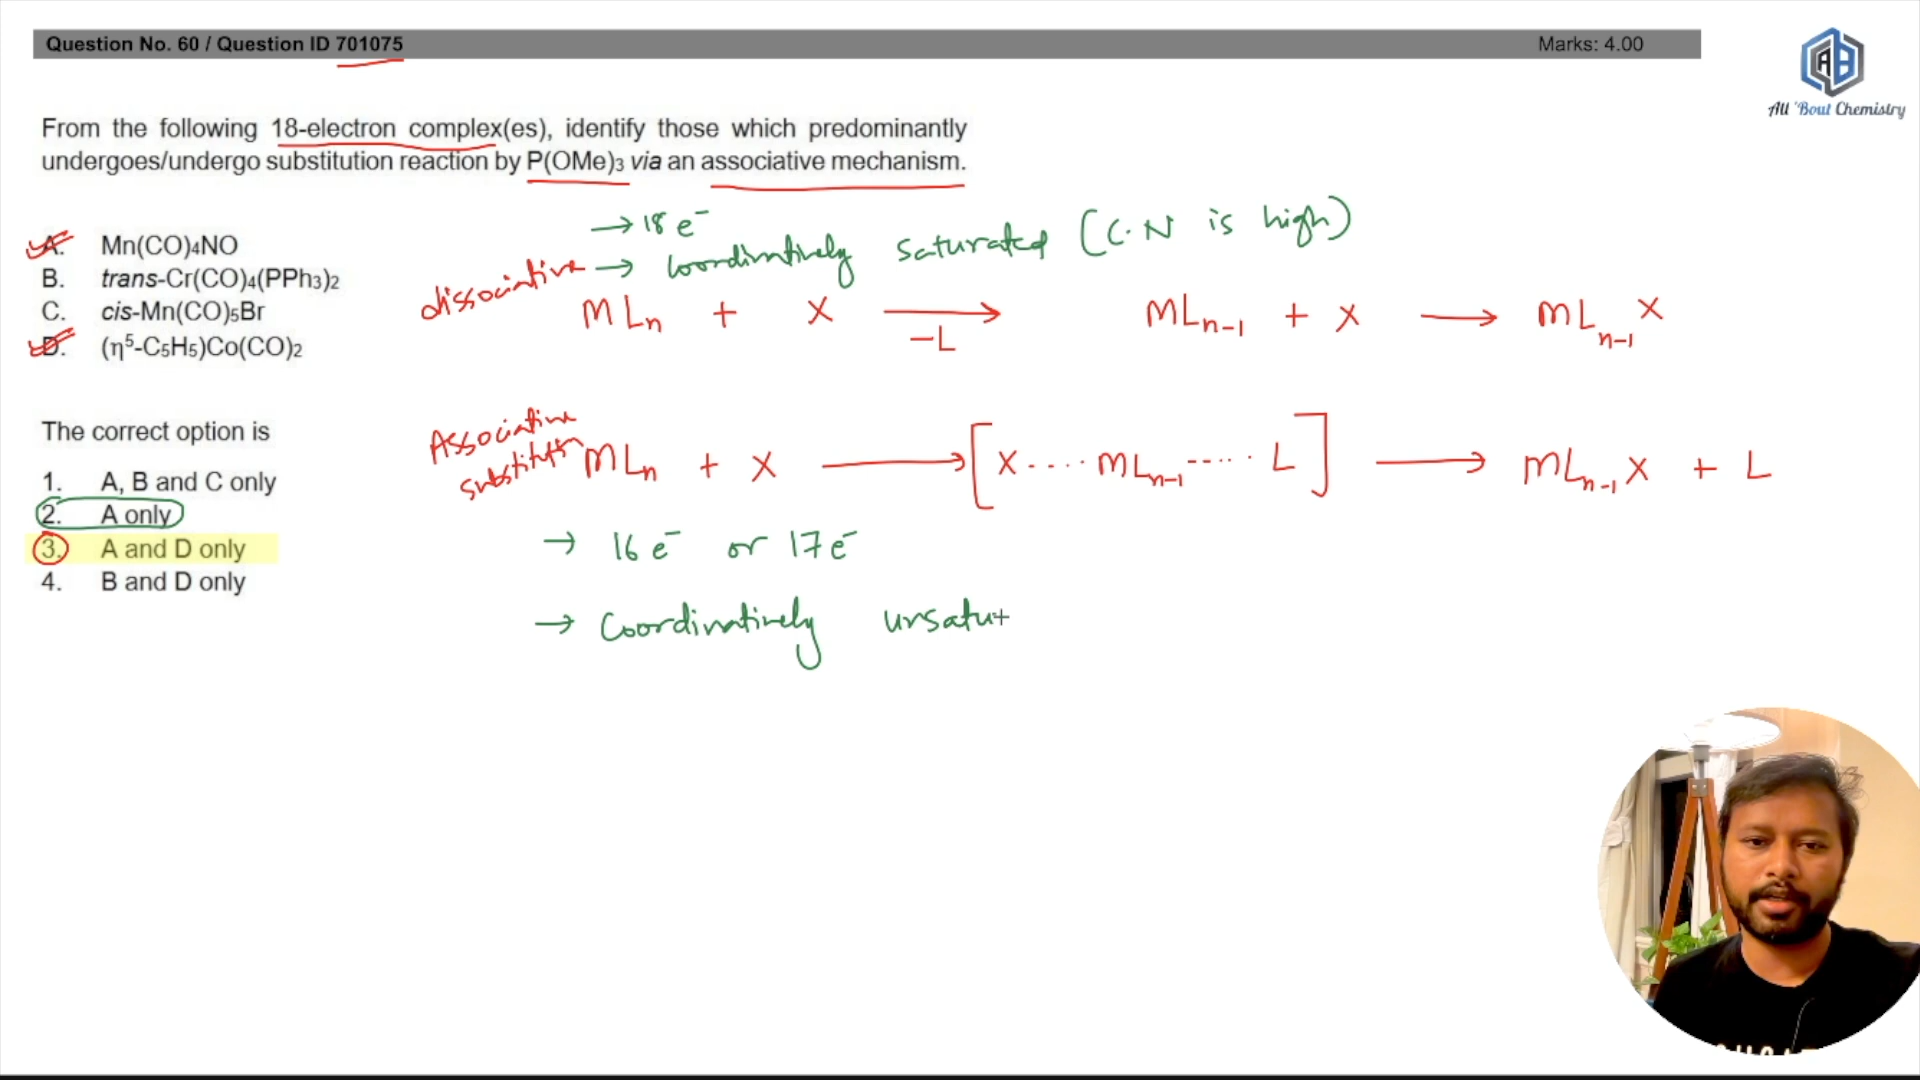 Question No. 60 / Question ID 701075 Marks: 4.00
All 'Bout Chemistry
From the following 18-electron complex(es), identify those which predominantly
undergoes/undergo substitution reaction by P(OMe)3 via an associative mechanism.
→ 18 e⁻
A. Mn(CO)4NO
→ coordinatively saturated (C.N is high)
B. trans-Cr(CO)4(PPh3)2
dissociative
C. cis-Mn(CO)5Br
MLn + X → -L MLn-1 + X → MLn-1 X
D. (η5-C5H5)Co(CO)2
The correct option is
Associative
substitutn
MLn + X → [X ---- MLn-1 ---- L] → MLn-1 X + L
1. A, B and C only
2. A only
3. A and D only
4. B and D only
→ 16 e⁻ or 17 e⁻
→ Coordinatively unsatu